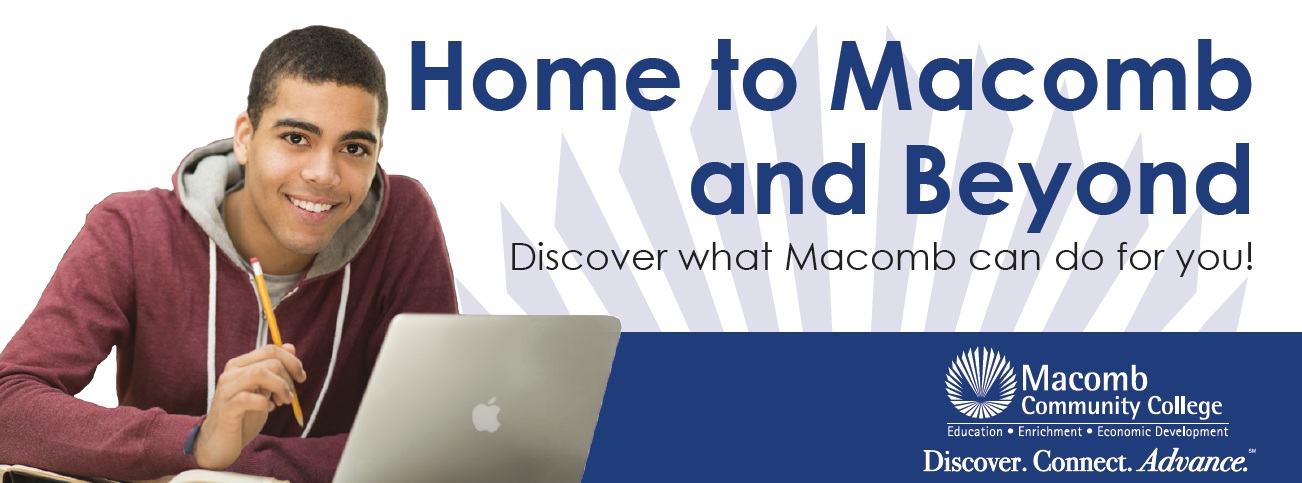 Home to Macomb
and Beyond
Discover what Macomb can do for you!
Macomb
Community College
Education • Enrichment • Economic Development
Discover. Connect. Advance.℠